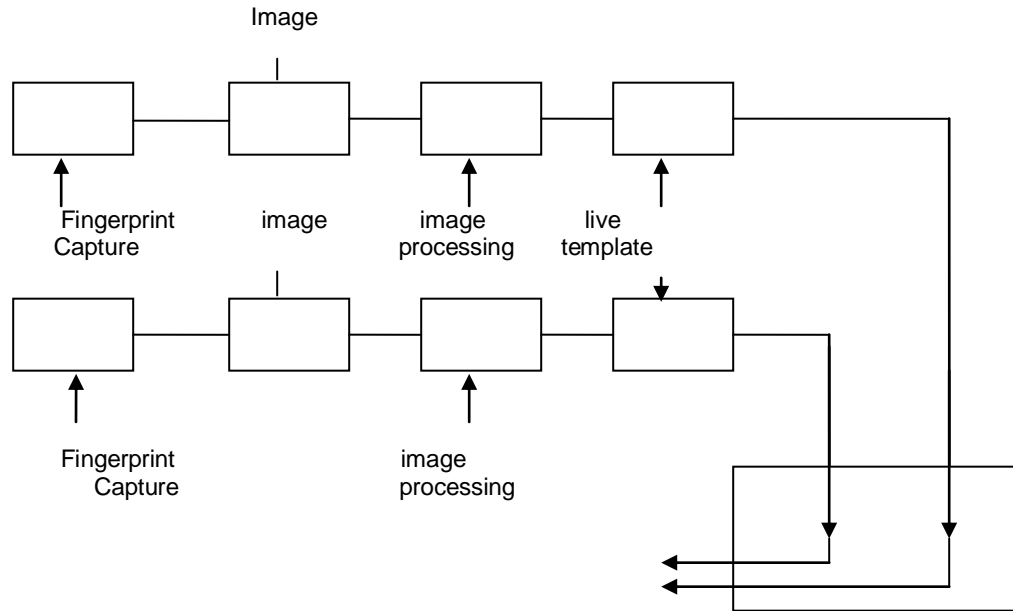 Image
Fingerprint image image live
Capture processing template
Fingerprint image
Capture processing